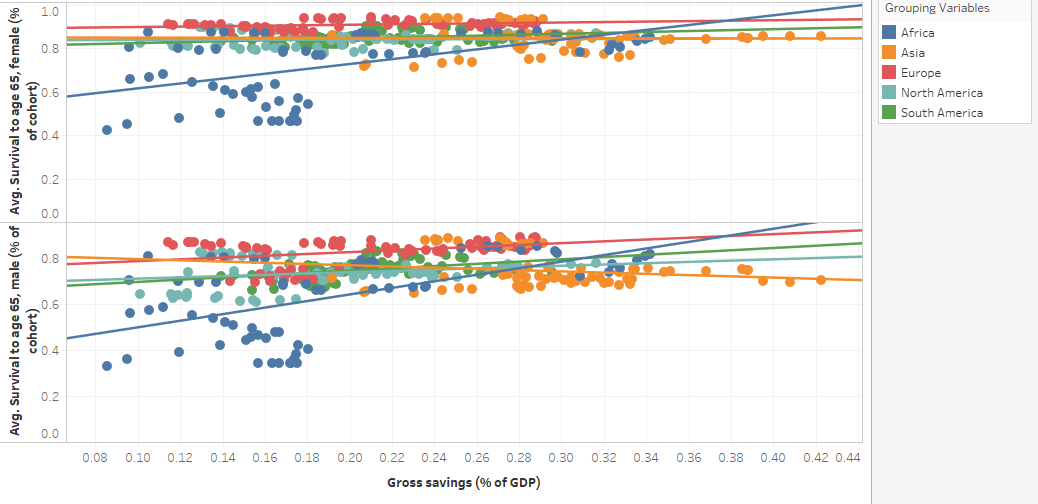 Grouping Variables
Africa
Asia
Europe
North America
South America
Avg. Survival to age 65, female (%
of cohort)
1.0
0.8
0.6
0.4
0.2
0.0
Avg. Survival to age 65, male (% of
cohort)
0.8
0.6
0.4
0.2
0.0
0.08 0.10 0.12 0.14 0.16 0.18 0.20 0.22 0.24 0.26 0.28 0.30 0.32 0.34 0.36 0.38 0.40 0.42 0.44
Gross savings (% of GDP)